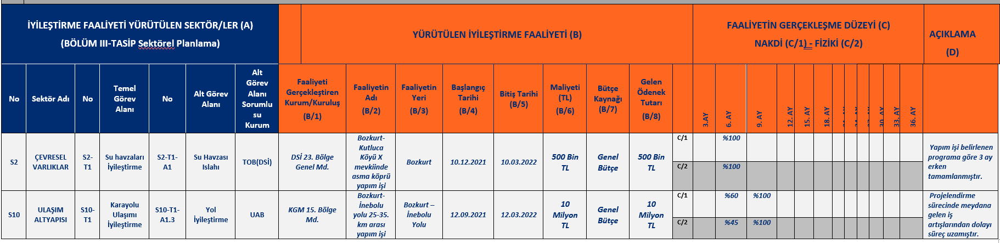 İYİLEŞTİRME FAALİYETİ YÜRÜTÜLEN SEKTÖR/LER (A)
(BÖLÜM III-TASİP Sektörel Planlama)
YÜRÜTÜLEN İYİLEŞTİRME FAALİYETİ (B)
FAALİYETİN GERÇEKLEŞME DÜZEYİ (C)
NAKDİ (C/1) - FİZİKİ (C/2)
AÇIKLAMA
(D)
No
Sektör Adı
No
Temel
Görev
Alanı
No
Alt Görev
Alanı
Alt
Görev
Alanı
Sorumlu
su
Kurum
Faaliyeti
Gerçekleştiren
Kurum/Kuruluş
(B/1)
Faaliyetin
Adı
(B/2)
Faaliyetin
Yeri
(B/3)
Başlangıç
Tarihi
(B/4)
Bitiş Tarihi
(B/5)
Maliyeti
(TL)
(B/6)
Bütçe
Kaynağı
(B/7)
Gelen
Ödenek
Tutarı
(B/8)
3.AY
6. AY
9. AY
12. AY
15. AY
18. AY
30. AY
33. AY
36. AY
S2
ÇEVRESEL
VARLIKLAR
S2-
T1
Su havzaları
İyileştirme
S2-T1-
A1
Su Havzası
Islahı
TOB(DSİ)
DSİ 23. Bölge
Genel Md.
Bozkurt-
Kutluca
Köyü X
mevkiinde
asma köprü
yapım işi
Bozkurt
10.12.2021
10.03.2022
500 Bin
TL
Genel
Bütçe
500 Bin
TL
C/1
%100
C/2
%100
Yapım işi belirlenen
programa göre 3 ay
erken
tamamlanmıştır.
S10
ULAŞIM
ALTYAPISI
S10-
T1
Karayolu
Ulaşımı
İyileştirme
S10-T1-
A1.3
Yol
İyileştirme
UAB
KGM 15. Bölge
Md.
Bozkurt-
İnebolu
yolu 25-35.
km arası
yapım işi
Bozkurt –
İnebolu
Yolu
12.09.2021
12.03.2022
10
Milyon
TL
Genel
Bütçe
10
Milyon
TL
C/1
%60
%100
C/2
%45
%100
Projelendirme
sürecinde meydana
gelen iş
artışlarından dolayı
süreç uzamıştır.